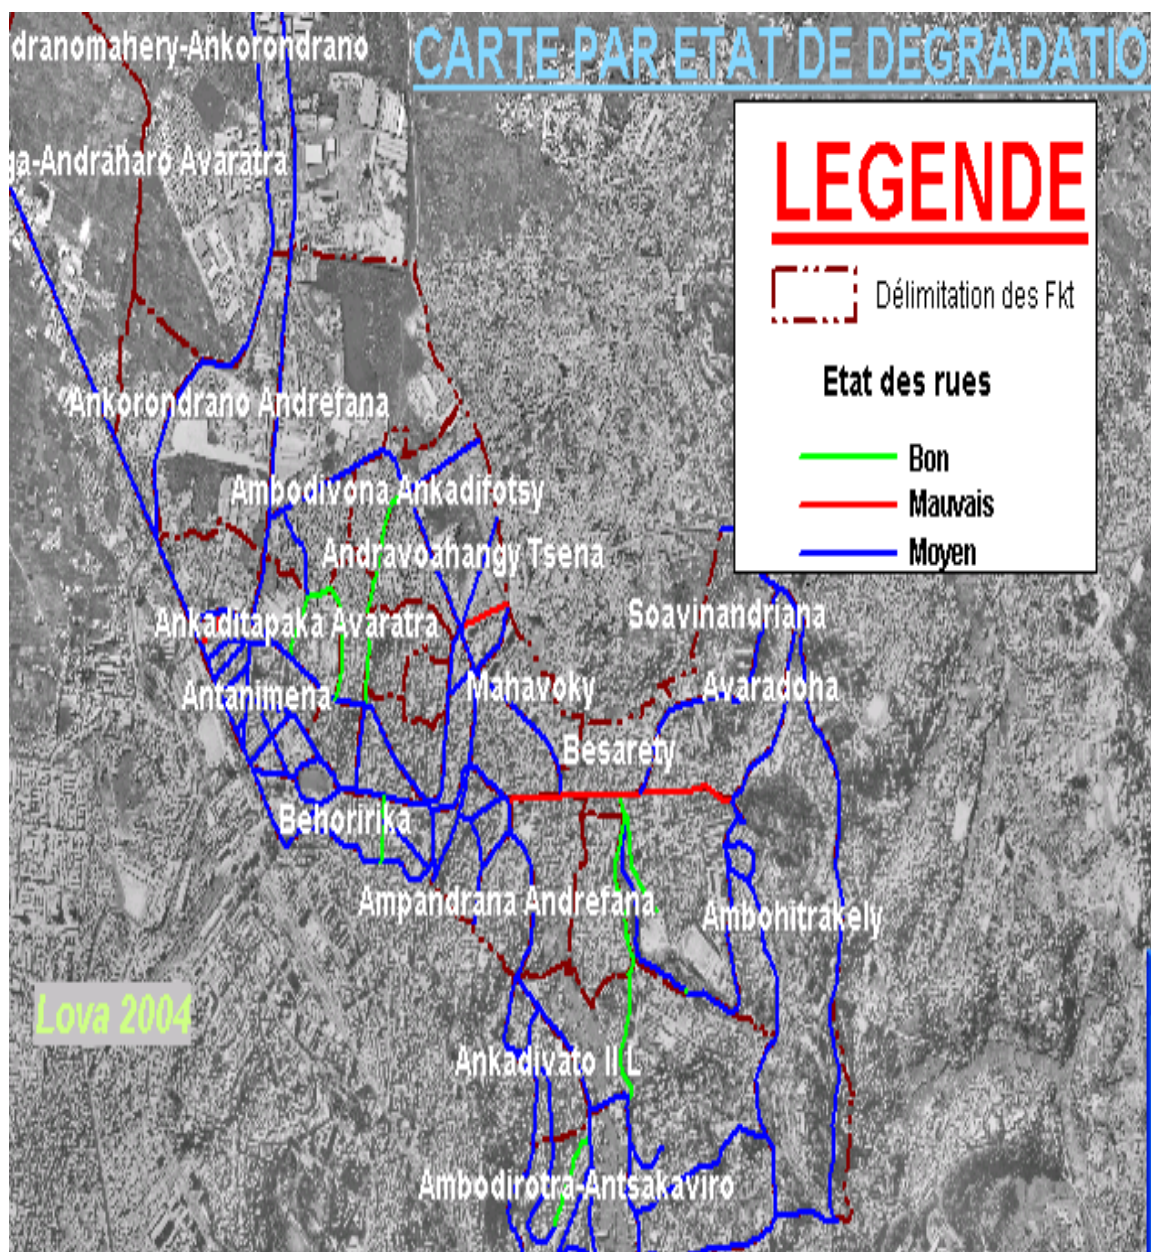 dranomahery-Ankorondrano
CARTE PAR ETAT DE DEGRADATIO
LEGENDE
ga-Andraharo Avaratra
Délimitation des Fkt
Etat des rues
Ankorondrano Andrefana
Bon
Ambodivona Ankadifotsy
Mauvais
Andravoahangy Tsena
Moyen
Ankaditapaka Avaratra
Soavinandriana
Antanimena
Mahavoky
Avaradoha
Besarety
Behoririka
Ampandrana Andrefana
Ambohitrakely
Lova 2004
Ankadivato II L
Ambodirotra-Antsakaviro